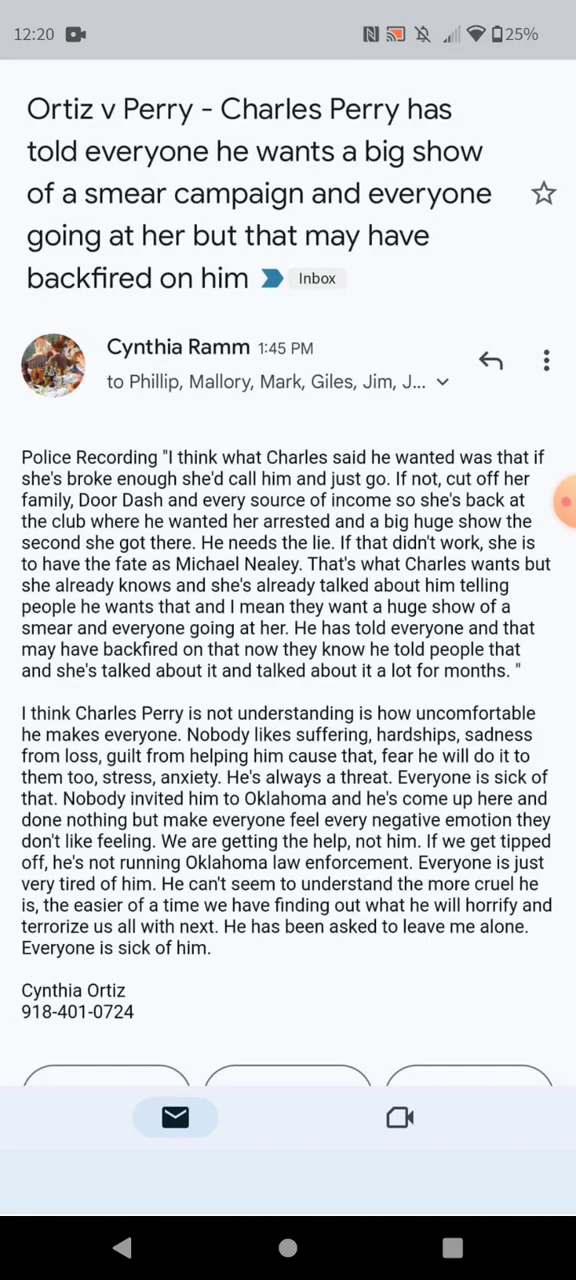 12:20
25%
Ortiz v Perry - Charles Perry has
told everyone he wants a big show
of a smear campaign and everyone
going at her but that may have
backfired on him Inbox
Cynthia Ramm 1:45 PM
to Phillip, Mallory, Mark, Giles, Jim, J...
Police Recording "I think what Charles said he wanted was that if
she's broke enough she'd call him and just go. If not, cut off her
family, Door Dash and every source of income so she's back at
the club where he wanted her arrested and a big huge show the
second she got there. He needs the lie. If that didn't work, she is
to have the fate as Michael Nealey. That's what Charles wants but
she already knows and she's already talked about him telling
people he wants that and I mean they want a huge show of a
smear and everyone going at her. He has told everyone and that
may have backfired on that now they know he told people that
and she's talked about it and talked about it a lot for months. "
I think Charles Perry is not understanding is how uncomfortable
he makes everyone. Nobody likes suffering, hardships, sadness
from loss, guilt from helping him cause that, fear he will do it to
them too, stress, anxiety. He's always a threat. Everyone is sick of
that. Nobody invited him to Oklahoma and he's come up here and
done nothing but make everyone feel every negative emotion they
don't like feeling. We are getting the help, not him. If we get tipped
off, he's not running Oklahoma law enforcement. Everyone is just
very tired of him. He can't seem to understand the more cruel he
is, the easier of a time we have finding out what he will horrify and
terrorize us all with next. He has been asked to leave me alone.
Everyone is sick of him.
Cynthia Ortiz
918-401-0724